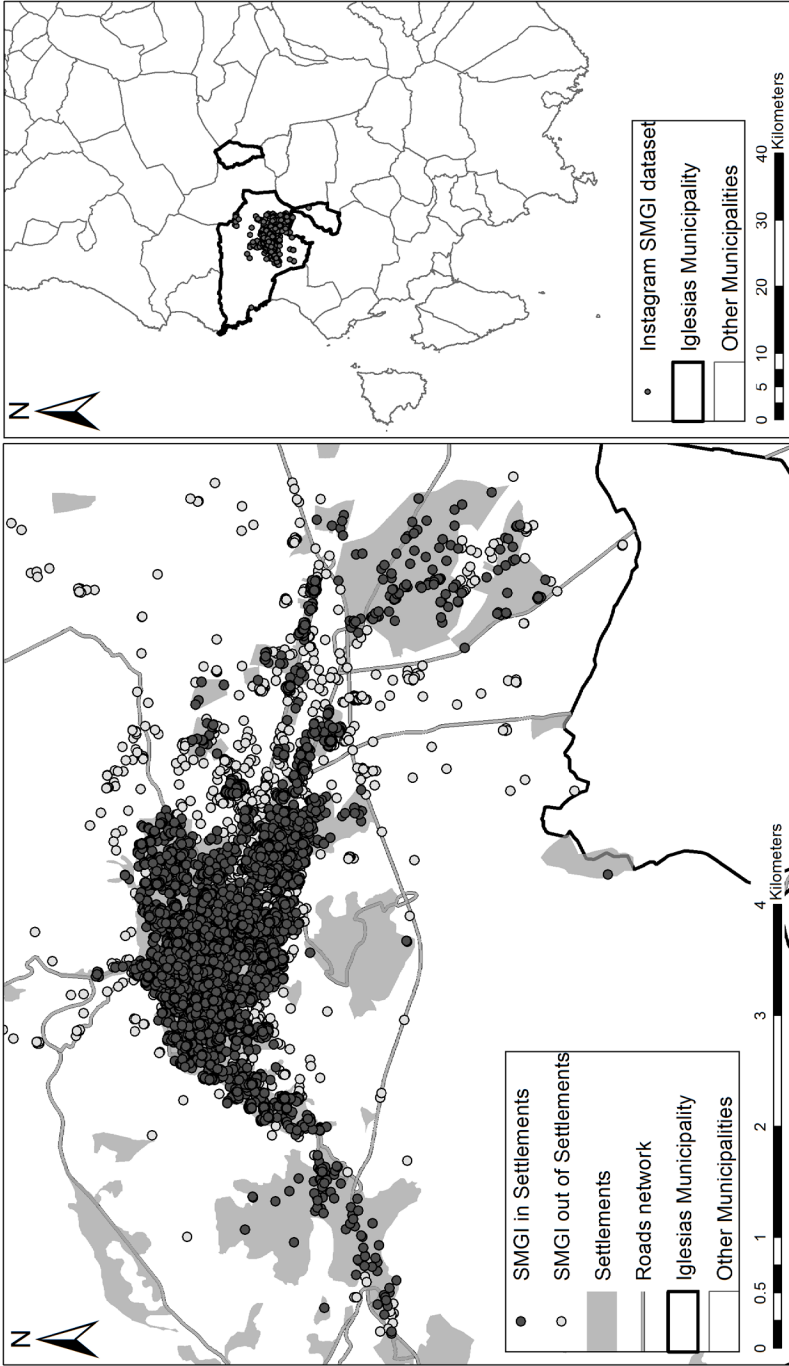 N
SMGI in Settlements
SMGI out of Settlements
Settlements
Roads network
Iglesias Municipality
Other Municipalities
0 0.5 1 2 3 4
Kilometers
N
Instagram SMGI dataset
Iglesias Municipality
Other Municipalities
0 5 10 20 30 40
Kilometers